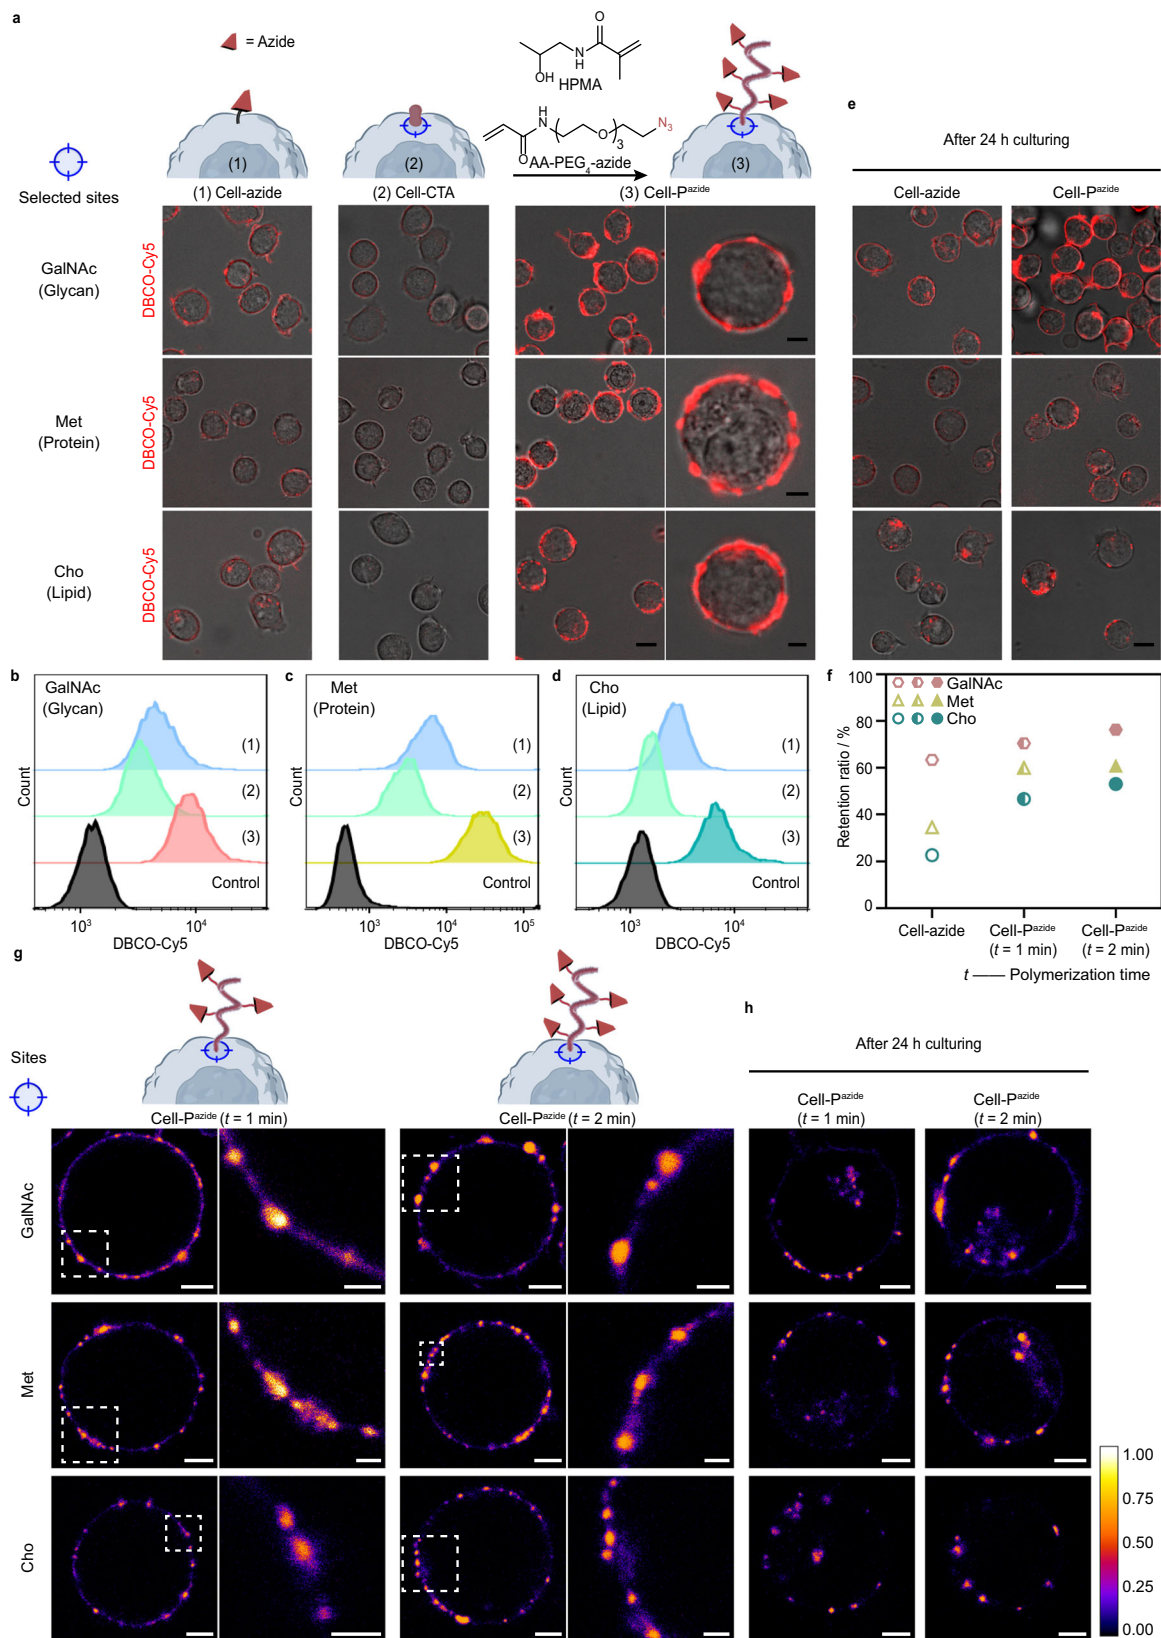 a
= Azide
O
N
H
OH
HPMA
H
N
O
O
3
N3
AA-PEG4-azide
(1)
(2)
(3)
Selected sites
(1) Cell-azide
(2) Cell-CTA
(3) Cell-Pazide
e
After 24 h culturing
Cell-azide
Cell-Pazide
GalNAc
(Glycan)
DBCO-Cy5
Met
(Protein)
DBCO-Cy5
Cho
(Lipid)
DBCO-Cy5
b
GalNAc
(Glycan)
(1)
(2)
(3)
Control
Count
10³
10⁴
DBCO-Cy5
c
Met
(Protein)
(1)
(2)
(3)
Control
Count
10³
10⁴
10⁵
DBCO-Cy5
d
Cho
(Lipid)
(1)
(2)
(3)
Control
Count
10³
10⁴
DBCO-Cy5
f
GalNAc
Met
Cho
Retention ratio / %
100
80
60
40
20
0
Cell-azide
Cell-Pazide
(t = 1 min)
Cell-Pazide
(t = 2 min)
t —— Polymerization time
g
Sites
Cell-Pazide (t = 1 min)
Cell-Pazide (t = 2 min)
h
After 24 h culturing
Cell-Pazide
(t = 1 min)
Cell-Pazide
(t = 2 min)
GalNAc
Met
Cho
1.00
0.75
0.50
0.25
0.00